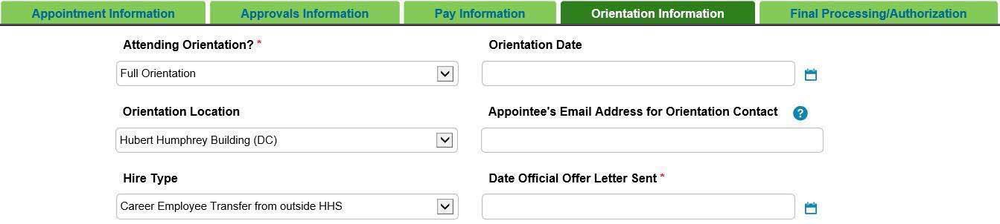 Appointment Information Approvals Information Pay Information Orientation Information Final Processing/Authorization
Attending Orientation? * Orientation Date
Full Orientation
Orientation Location Appointee's Email Address for Orientation Contact ?
Hubert Humphrey Building (DC)
Hire Type Date Official Offer Letter Sent *
Career Employee Transfer from outside HHS